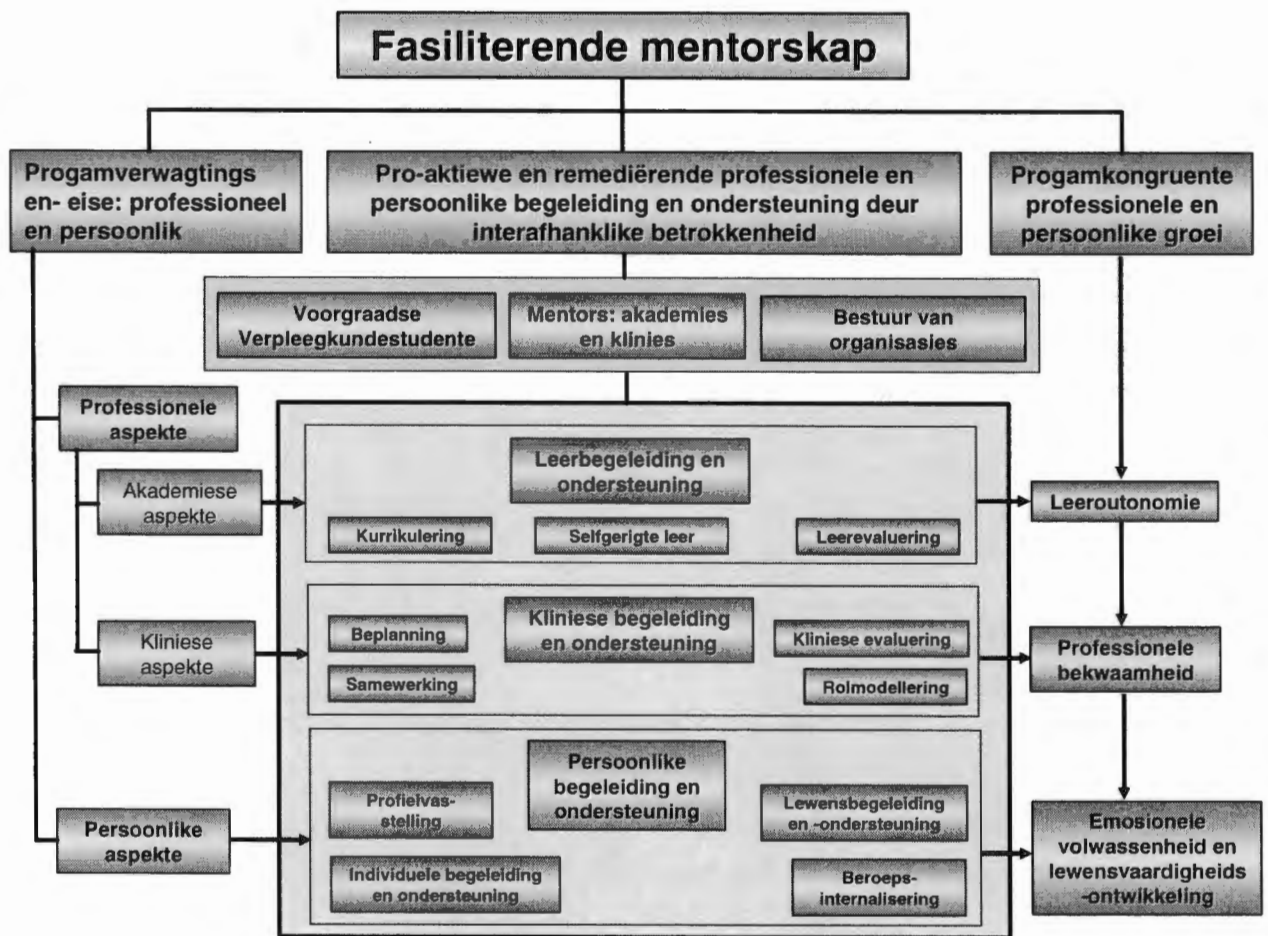 Fasiliterende mentorskap
Progamverwagtings
en- eise: professioneel
en persoonlik
Pro-aktiewe en remediërende professionele en
persoonlike begeleiding en ondersteuning deur
interafhanklike betrokkenheid
Progamkongruente
professionele en
persoonlike groei
Voorgraadse
Verpleegkundestudente
Mentors: akademies
en klinies
Bestuur van
organisasies
Professionele
aspekte
Akademiese
aspekte
Leerbegeleiding en
ondersteuning
Kurrikulering
Selfgerigte leer
Leerevaluering
Leeroutonomie
Kliniese
aspekte
Beplanning
Samewerking
Kliniese begeleiding
en ondersteuning
Kliniese evaluering
Rolmodellering
Professionele
bekwaamheid
Persoonlike
aspekte
Persoonlike
begeleiding en
ondersteuning
Profielvas-
stelling
Individuele begeleiding
en ondersteuning
Lewensbegeleiding
en -ondersteuning
Beroeps-
internalisering
Emosionele
volwassenheid en
lewensvaardigheids
-ontwikkeling